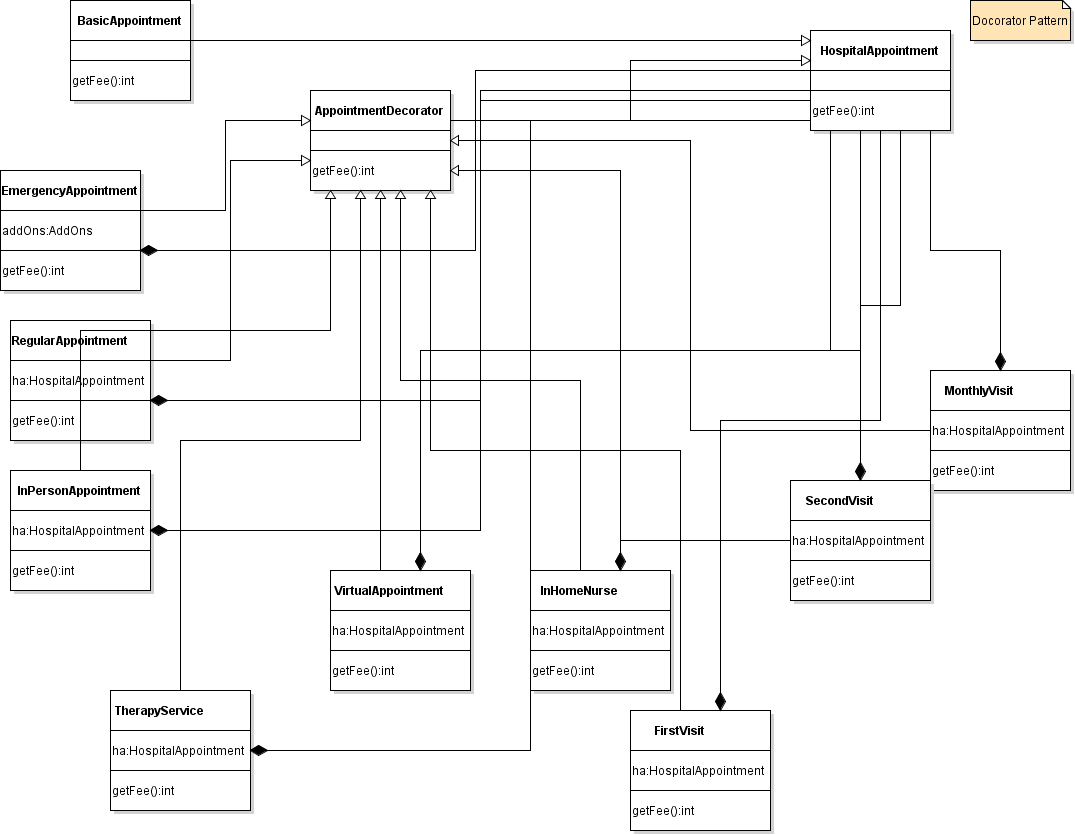 BasicAppointment
getFee():int
Docorator Pattern
HospitalAppointment
getFee():int
AppointmentDecorator
getFee():int
EmergencyAppointment
addOns:AddOns
getFee():int
RegularAppointment
ha:HospitalAppointment
getFee():int
MonthlyVisit
ha:HospitalAppointment
getFee():int
InPersonAppointment
ha:HospitalAppointment
getFee():int
SecondVisit
ha:HospitalAppointment
getFee():int
VirtualAppointment
ha:HospitalAppointment
getFee():int
InHomeNurse
ha:HospitalAppointment
getFee():int
TherapyService
ha:HospitalAppointment
getFee():int
FirstVisit
ha:HospitalAppointment
getFee():int